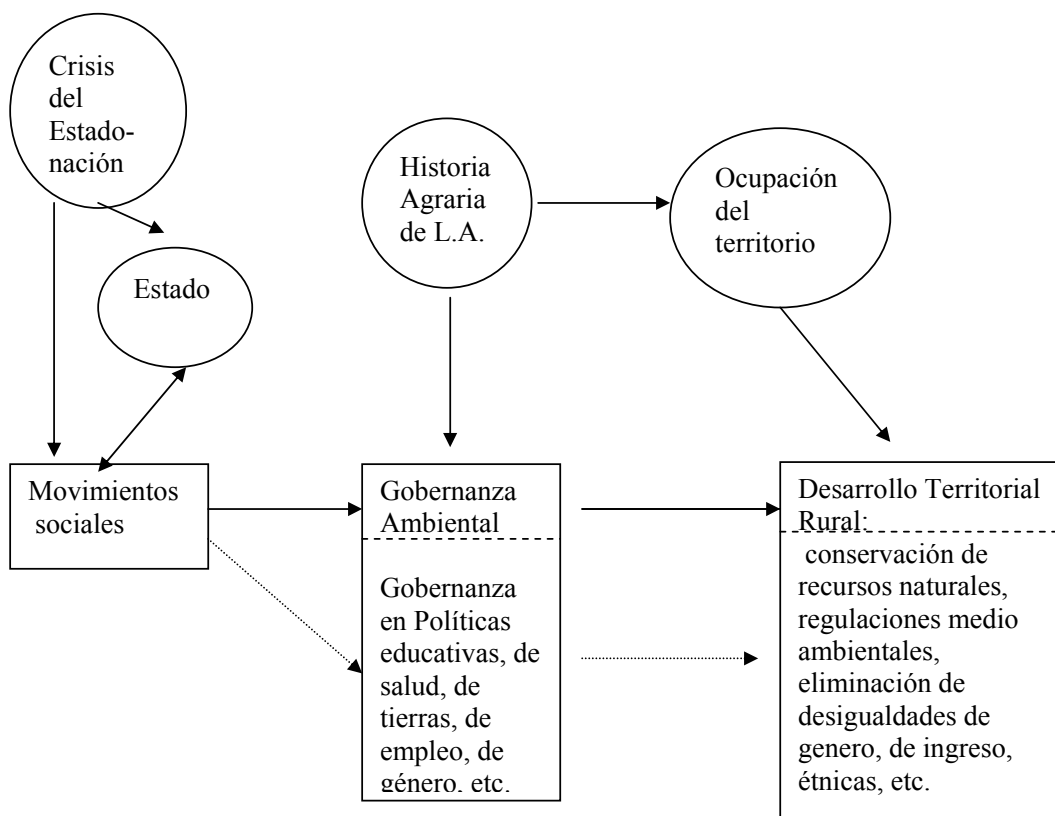 Crisis
del
Estado-
nación
Historia
Agraria
de L.A.
Ocupación
del
territorio
Estado
Movimientos
sociales
Gobernanza
Ambiental
Gobernanza
en Políticas
educativas, de
salud, de
tierras, de
empleo, de
género, etc.
Desarrollo Territorial
Rural:
conservación de
recursos naturales,
regulaciones medio
ambientales,
eliminación de
desigualdades de
genero, de ingreso,
étnicas, etc.